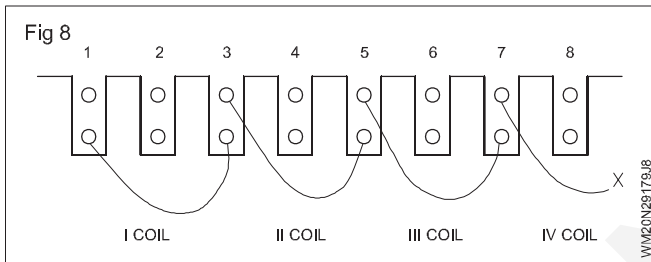 Fig 8
1 2 3 4 5 6 7 8
X
I COIL II COIL III COIL IV COIL
WM20N29179J8